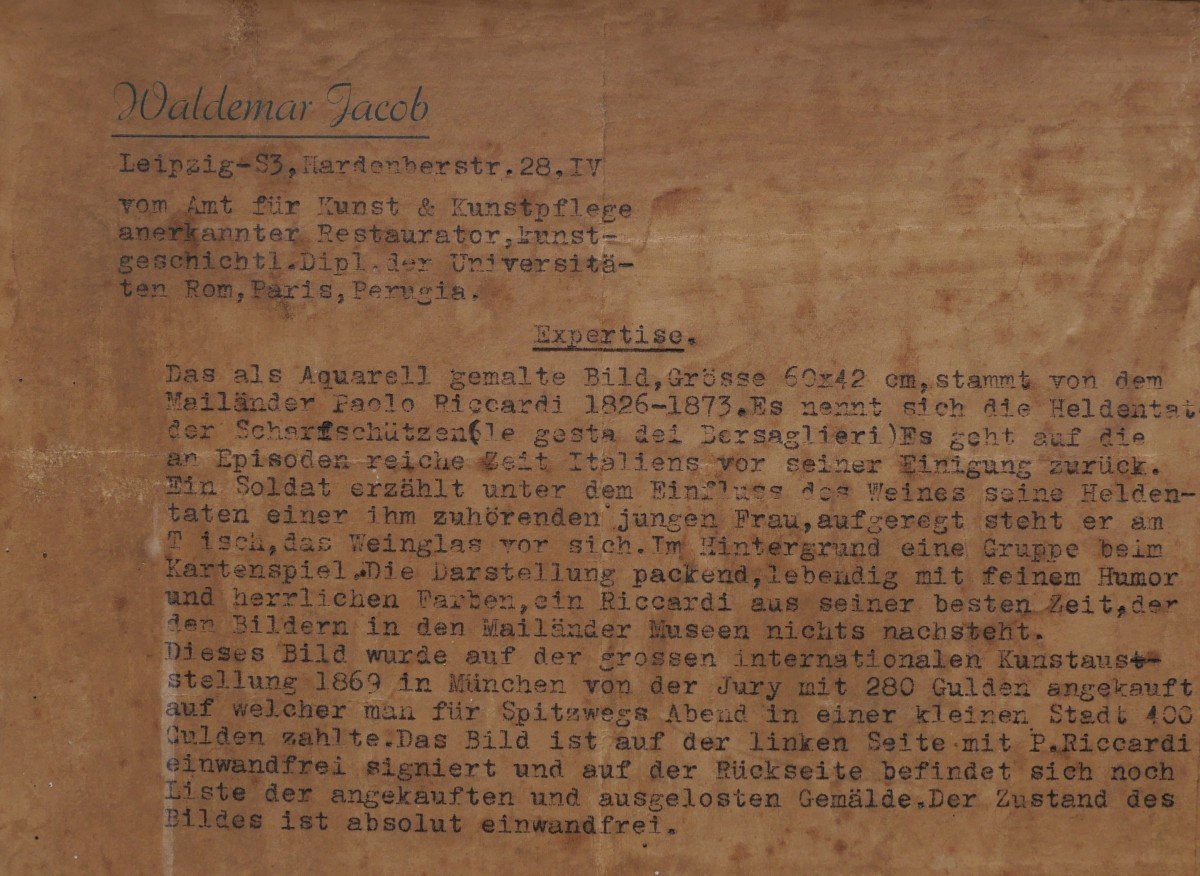 Waldemar Jacob
Leipzig-S3,Hardenberstr.28.IV
vom Amt für Kunst & Kunstpflege
anerkannter Restaurator,kunst-
geschichtl.Dipl.der Universitä-
ten Rom,Paris,Perugia.
Expertise.
Das als Aquarell gemalte Bild,Grösse 60x42 cm,stammt von dem
Mailänder Paolo Riccardi 1826-1873.Es nennt sich die Heldentat
der Scharfschützen(le gesta dei Bersaglieri)Es geht auf die
an Episoden reiche Zeit Italiens vor seiner Einigung zurück.
Ein Soldat erzählt unter dem Einfluss des Weines seine Helden-
taten einer ihm zuhörenden jungen Frau,aufgeregt steht er am
T isch,das Weinglas vor sich.Im Hintergrund eine Gruppe beim
Kartenspiel.Die Darstellung packend,lebendig mit feinem Humor
und herrlichen Farben,ein Riccardi aus seiner besten Zeit,der
den Bildern in den Mailänder Museen nichts nachsteht.
Dieses Bild wurde auf der grossen internationalen Kunstaust-
stellung 1869 in München von der Jury mit 280 Gulden angekauft
auf welcher man für Spitzwegs Abend in einer kleinen Stadt 400
Gulden zahlte.Das Bild ist auf der linken Seite mit P.Riccardi
einwandfrei signiert und auf der Rückseite befindet sich noch
Liste der angekauften und ausgelosten Gemälde.Der Zustand des
Bildes ist absolut einwandfrei.